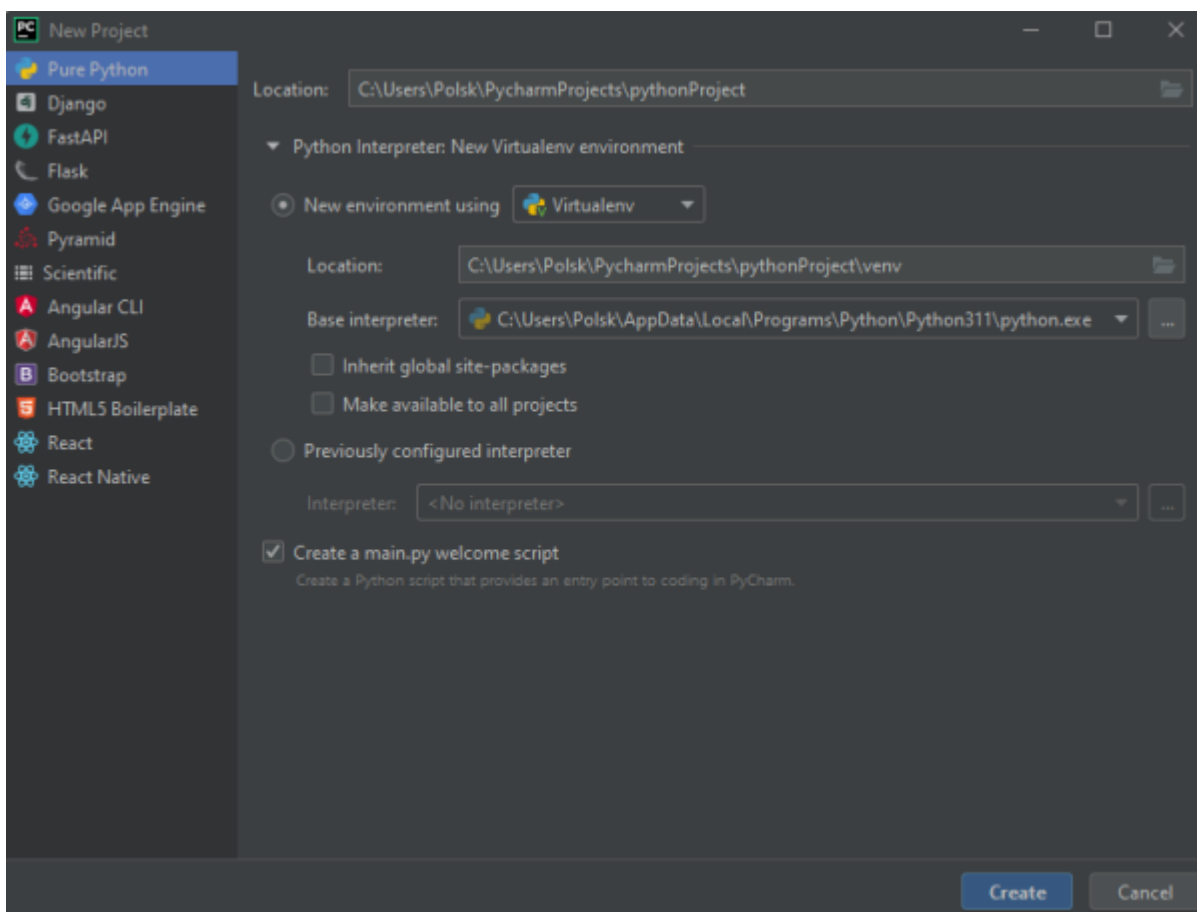 New Project
Pure Python
Django
FastAPI
Flask
Google App Engine
Pyramid
Scientific
Angular CLI
AngularJS
Bootstrap
HTML5 Boilerplate
React
React Native
Location: C:\Users\Polsk\PycharmProjects\pythonProject
Python Interpreter: New Virtualenv environment
New environment using Virtualenv
Location: C:\Users\Polsk\PycharmProjects\pythonProject\venv
Base interpreter: C:\Users\Polsk\AppData\Local\Programs\Python\Python311\python.exe ...
Inherit global site-packages
Make available to all projects
Previously configured interpreter
Interpreter: <No interpreter> ...
Create a main.py welcome script
Create a Python script that provides an entry point to coding in PyCharm.
Create Cancel